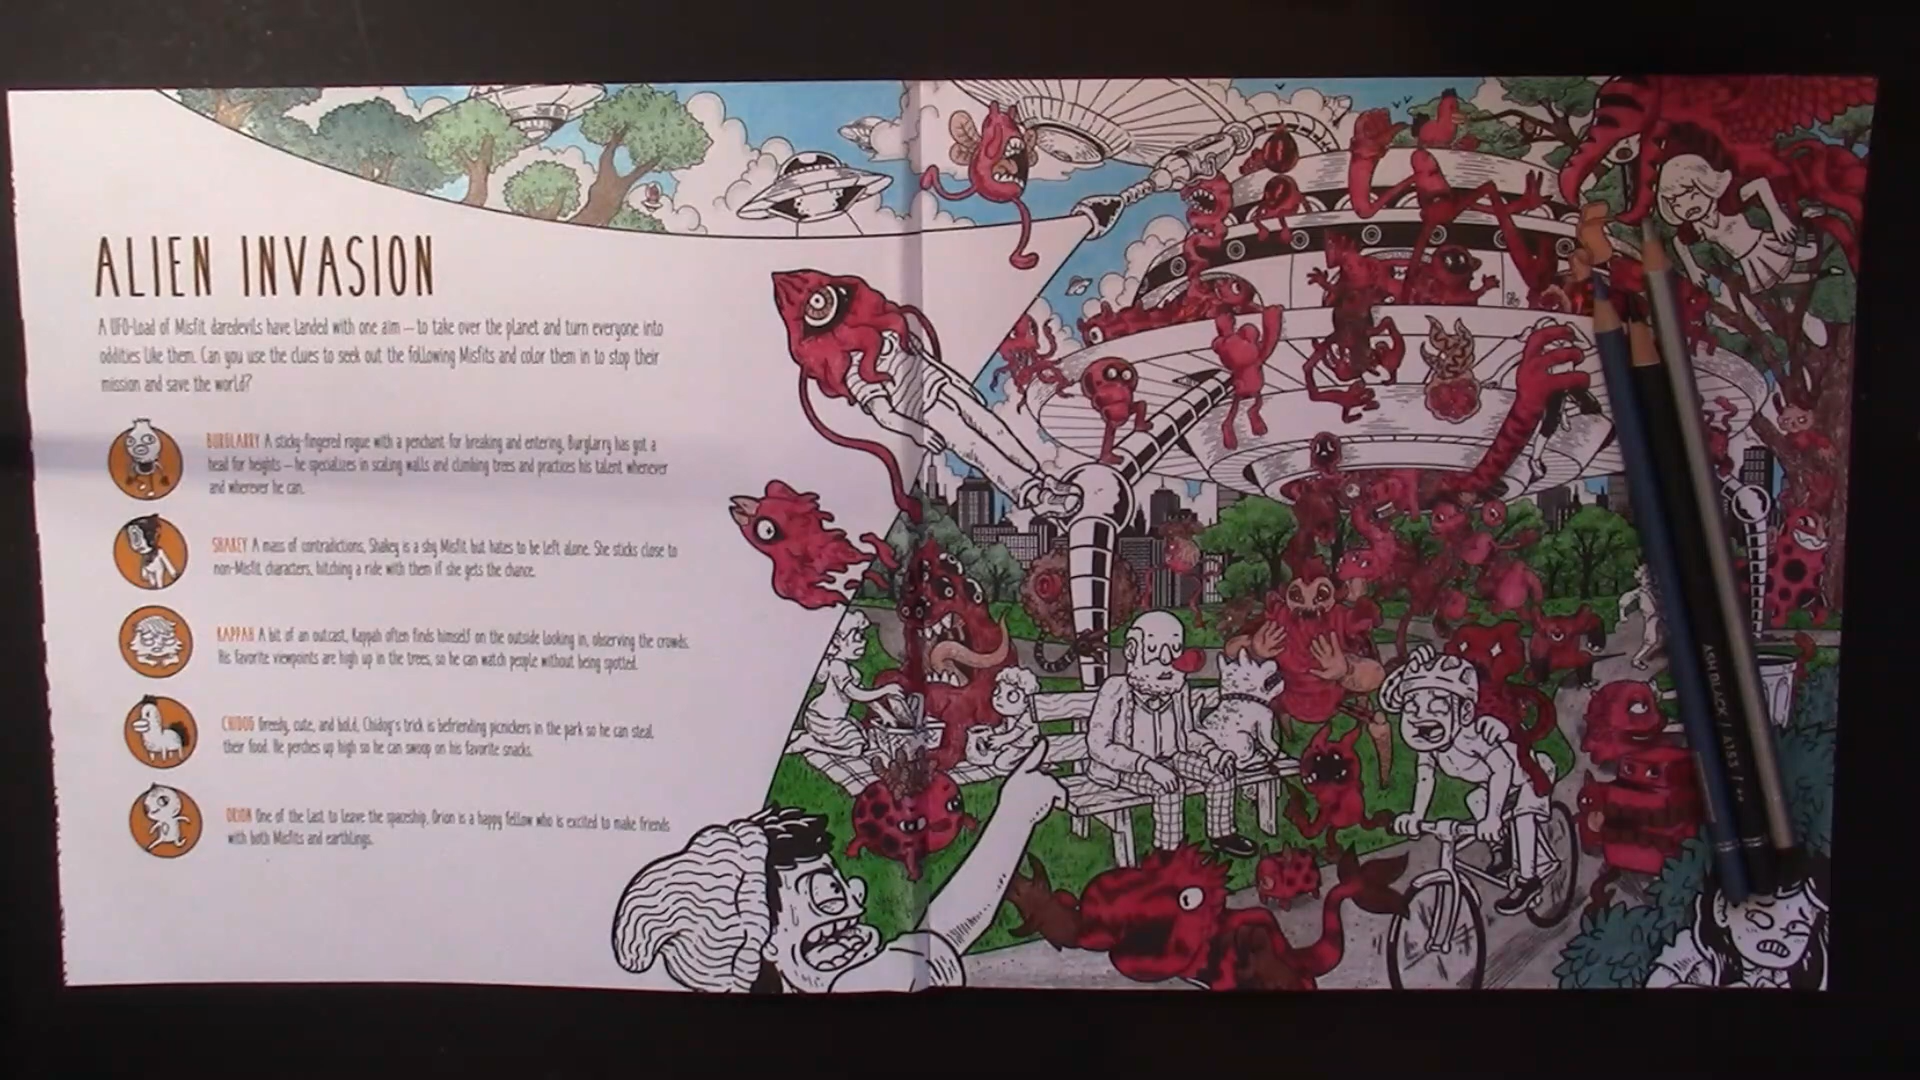 ALIEN INVASION
A UFO-load of Misfit daredevils have landed with one aim – to take over the planet and turn everyone into
oddities like them. Can you use the clues to seek out the following Misfits and color them in to stop their
mission and save the world?
BURGLARRY A sticky-fingered rogue with a penchant for breaking and entering, Burglarry has got a
head for heights – he specializes in scaling walls and climbing trees and practices his talent whenever
and wherever he can.
SHAKEY A mass of contradictions, Shakey is a shy Misfit but hates to be left alone. She sticks close to
non-Misfit characters, hitching a ride with them if she gets the chance.
KAPPAH A bit of an outcast, Kappah often finds himself on the outside looking in, observing the crowds.
His favorite viewpoints are high up in the trees, so he can watch people without being spotted.
CHIDOG Greedy, cute, and bold, Chidog's trick is befriending picnickers in the park so he can steal
their food. He perches up high so he can swoop on his favorite snacks.
ORION One of the last to leave the spaceship, Orion is a happy fellow who is excited to make friends
with both Misfits and earthlings.
ASH BLACK